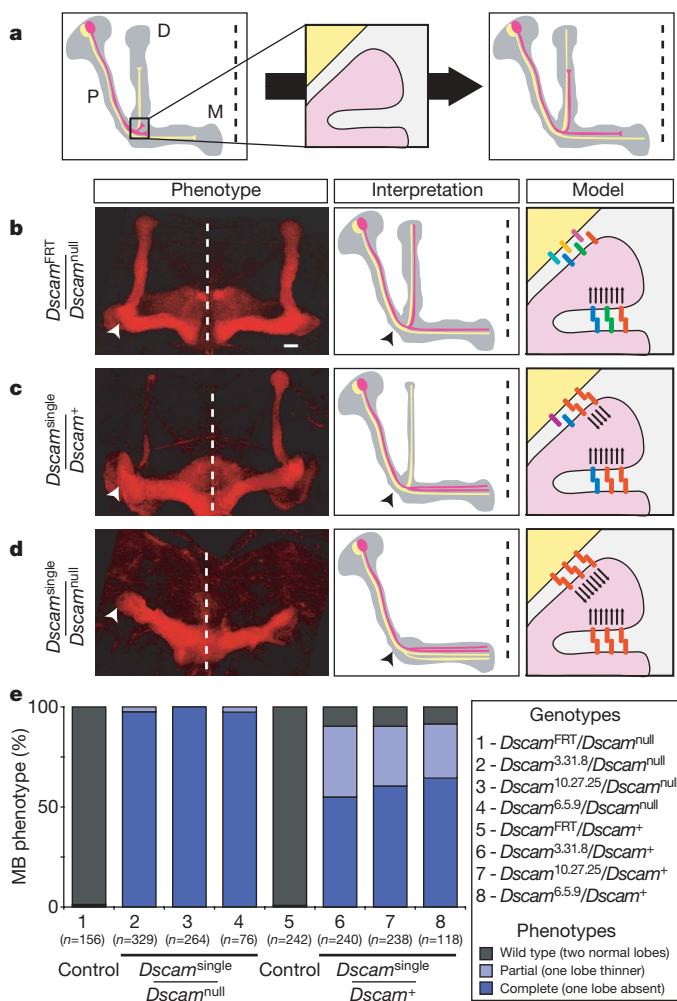 a
D
P
M
Phenotype
Interpretation
Model
b
Dscam^FRT
Dscam^null
c
Dscam^single
Dscam^+
d
Dscam^single
Dscam^null
e
MB phenotype (%)
100
50
0
1
2
3
4
5
6
7
8
(n=156)
(n=329)
(n=264)
(n=76)
(n=242)
(n=240)
(n=238)
(n=118)
Control
Dscam^single
Dscam^null
Control
Dscam^single
Dscam^+
Genotypes
1 - Dscam^FRT/Dscam^null
2 - Dscam^3.31.8/Dscam^null
3 - Dscam^10.27.25/Dscam^null
4 - Dscam^6.5.9/Dscam^null
5 - Dscam^FRT/Dscam^+
6 - Dscam^3.31.8/Dscam^+
7 - Dscam^10.27.25/Dscam^+
8 - Dscam^6.5.9/Dscam^+
Phenotypes
Wild type (two normal lobes)
Partial (one lobe thinner)
Complete (one lobe absent)